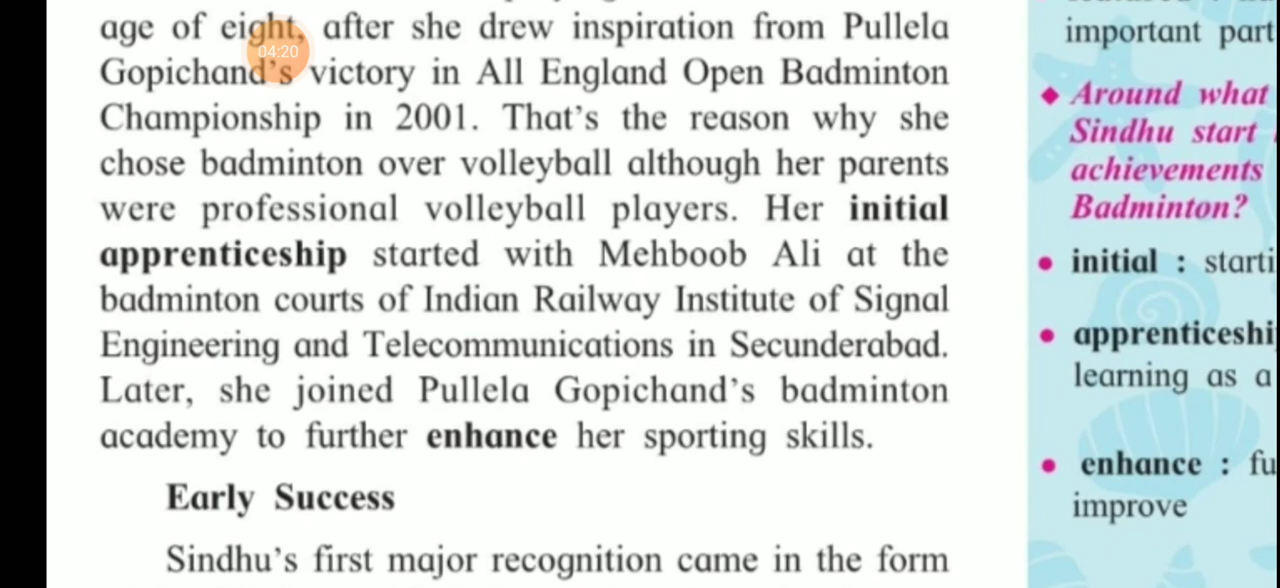 age of eight, after she drew inspiration from Pullela
04:20
Gopichand's victory in All England Open Badminton
Championship in 2001. That's the reason why she
chose badminton over volleyball although her parents
were professional volleyball players. Her initial
apprenticeship started with Mehboob Ali at the
badminton courts of Indian Railway Institute of Signal
Engineering and Telecommunications in Secunderabad.
Later, she joined Pullela Gopichand's badminton
academy to further enhance her sporting skills.
Early Success
Sindhu's first major recognition came in the form
important part
◆ Around what
Sindhu start
achievements
Badminton?
• initial : starti
• apprenticeshi
learning as a
• enhance : fu
improve